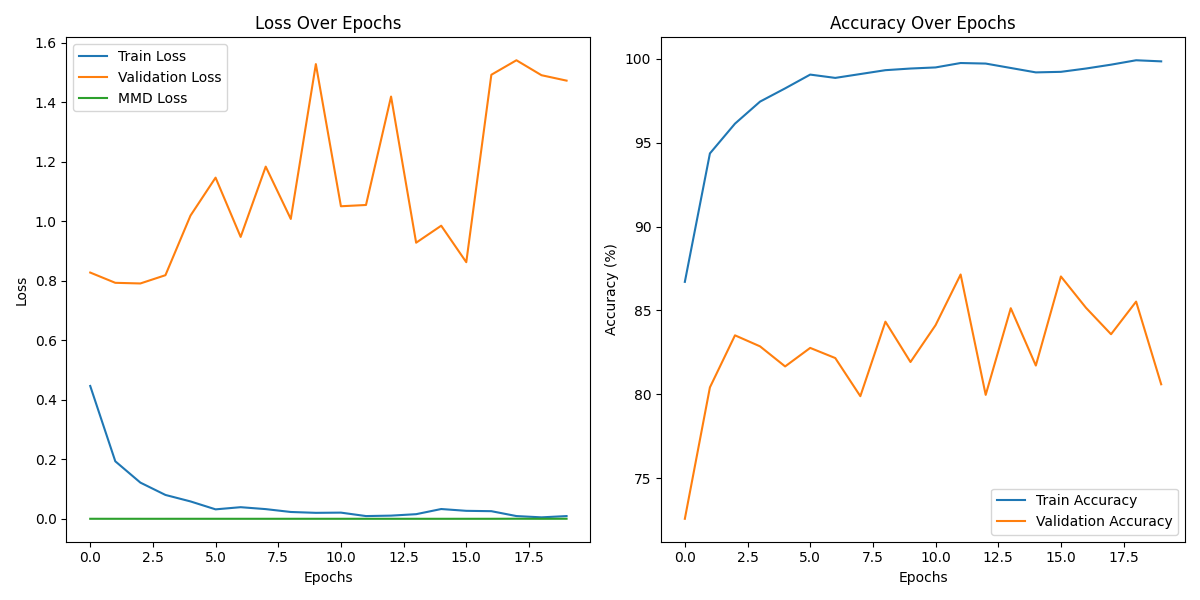 Loss Over Epochs
Train Loss
Validation Loss
MMD Loss
1.6
1.4
1.2
1.0
0.8
0.6
0.4
0.2
0.0
Loss
0.0 2.5 5.0 7.5 10.0 12.5 15.0 17.5
Epochs
Accuracy Over Epochs
100
95
90
85
80
75
Accuracy (%)
Train Accuracy
Validation Accuracy
0.0 2.5 5.0 7.5 10.0 12.5 15.0 17.5
Epochs